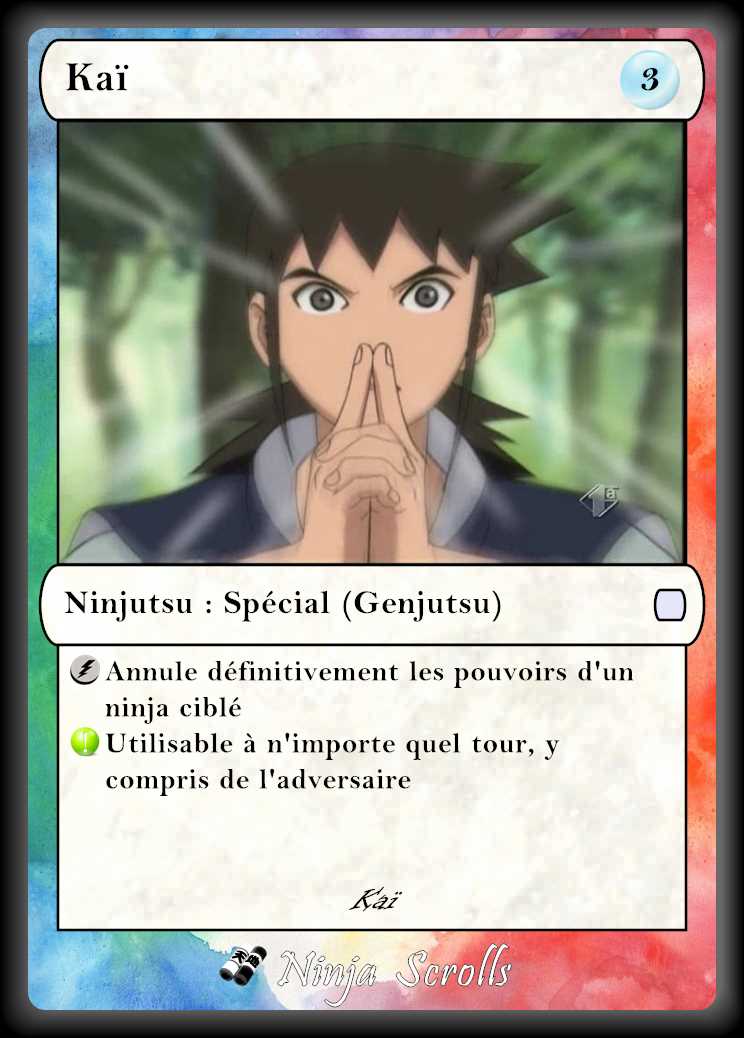 Kaï
3
Ninjutsu : Spécial (Genjutsu)
Annule définitivement les pouvoirs d'un
ninja ciblé
Utilisable à n'importe quel tour, y
compris de l'adversaire
Kaï
Ninja Scrolls